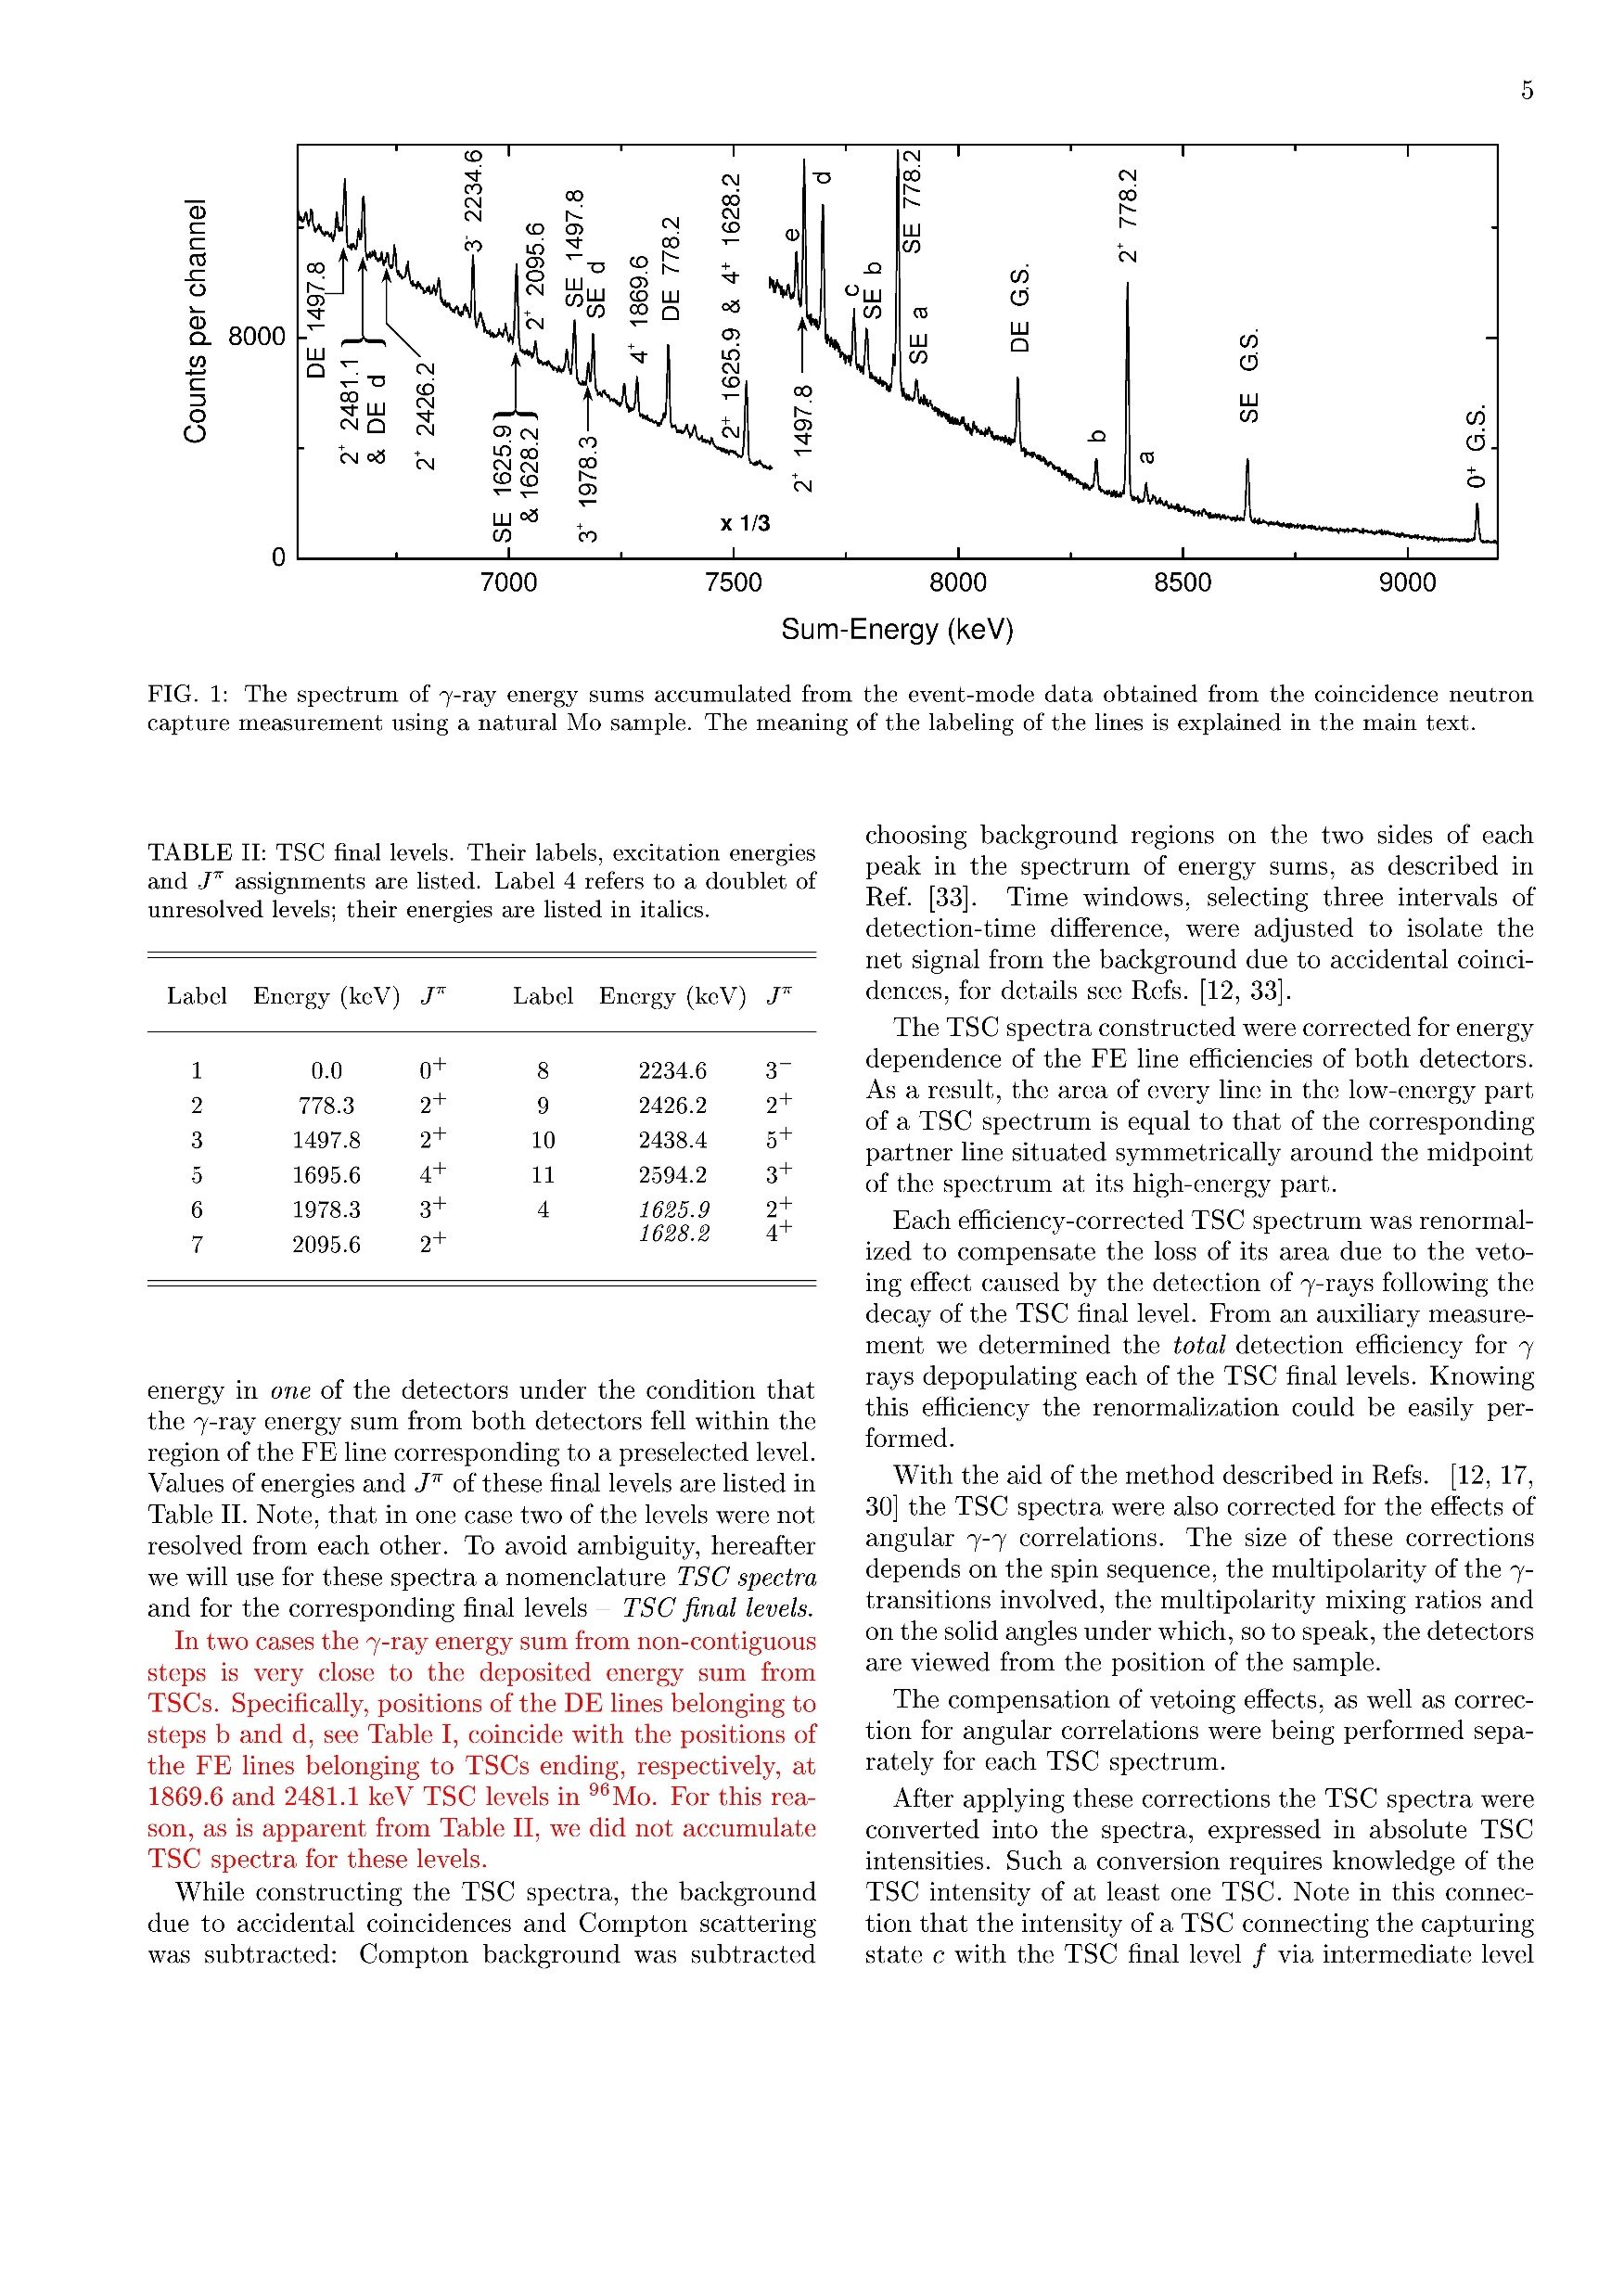 5
Counts per channel
8000
0
DE 1497.8
2⁺ 2481.1
& DE d
2⁺ 2426.2
3⁻ 2234.6
SE 1625.9
& 1628.2
2⁺ 2095.6
SE 1497.8
SE d
3⁺ 1978.3
4⁺ 1869.6
DE 778.2
2⁺ 1625.9 & 4⁺ 1628.2
x 1/3
e
2⁺ 1497.8
d
c
SE b
SE 778.2
SE a
DE G.S.
b
2⁺ 778.2
a
SE G.S.
0⁺ G.S.
7000 7500 8000 8500 9000
Sum-Energy (keV)
FIG. 1: The spectrum of γ-ray energy sums accumulated from the event-mode data obtained from the coincidence neutron
capture measurement using a natural Mo sample. The meaning of the labeling of the lines is explained in the main text.
TABLE II: TSC final levels. Their labels, excitation energies
and Jπ assignments are listed. Label 4 refers to a doublet of
unresolved levels; their energies are listed in italics.
Label Energy (keV) Jπ Label Energy (keV) Jπ
1 0.0 0⁺ 8 2234.6 3⁻
2 778.3 2⁺ 9 2426.2 2⁺
3 1497.8 2⁺ 10 2438.4 5⁺
5 1695.6 4⁺ 11 2594.2 3⁺
6 1978.3 3⁺ 4 1625.9 2⁺
1628.2 4⁺
7 2095.6 2⁺
energy in one of the detectors under the condition that
the γ-ray energy sum from both detectors fell within the
region of the FE line corresponding to a preselected level.
Values of energies and Jπ of these final levels are listed in
Table II. Note, that in one case two of the levels were not
resolved from each other. To avoid ambiguity, hereafter
we will use for these spectra a nomenclature TSC spectra
and for the corresponding final levels – TSC final levels.
In two cases the γ-ray energy sum from non-contiguous
steps is very close to the deposited energy sum from
TSCs. Specifically, positions of the DE lines belonging to
steps b and d, see Table I, coincide with the positions of
the FE lines belonging to TSCs ending, respectively, at
1869.6 and 2481.1 keV TSC levels in ⁹⁶Mo. For this rea-
son, as is apparent from Table II, we did not accumulate
TSC spectra for these levels.
While constructing the TSC spectra, the background
due to accidental coincidences and Compton scattering
was subtracted: Compton background was subtracted
choosing background regions on the two sides of each
peak in the spectrum of energy sums, as described in
Ref. [33]. Time windows, selecting three intervals of
detection-time difference, were adjusted to isolate the
net signal from the background due to accidental coinci-
dences, for details see Refs. [12, 33].
The TSC spectra constructed were corrected for energy
dependence of the FE line efficiencies of both detectors.
As a result, the area of every line in the low-energy part
of a TSC spectrum is equal to that of the corresponding
partner line situated symmetrically around the midpoint
of the spectrum at its high-energy part.
Each efficiency-corrected TSC spectrum was renormal-
ized to compensate the loss of its area due to the veto-
ing effect caused by the detection of γ-rays following the
decay of the TSC final level. From an auxiliary measure-
ment we determined the total detection efficiency for γ
rays depopulating each of the TSC final levels. Knowing
this efficiency the renormalization could be easily per-
formed.
With the aid of the method described in Refs. [12, 17,
30] the TSC spectra were also corrected for the effects of
angular γ-γ correlations. The size of these corrections
depends on the spin sequence, the multipolarity of the γ-
transitions involved, the multipolarity mixing ratios and
on the solid angles under which, so to speak, the detectors
are viewed from the position of the sample.
The compensation of vetoing effects, as well as correc-
tion for angular correlations were being performed sepa-
rately for each TSC spectrum.
After applying these corrections the TSC spectra were
converted into the spectra, expressed in absolute TSC
intensities. Such a conversion requires knowledge of the
TSC intensity of at least one TSC. Note in this connec-
tion that the intensity of a TSC connecting the capturing
state c with the TSC final level f via intermediate level